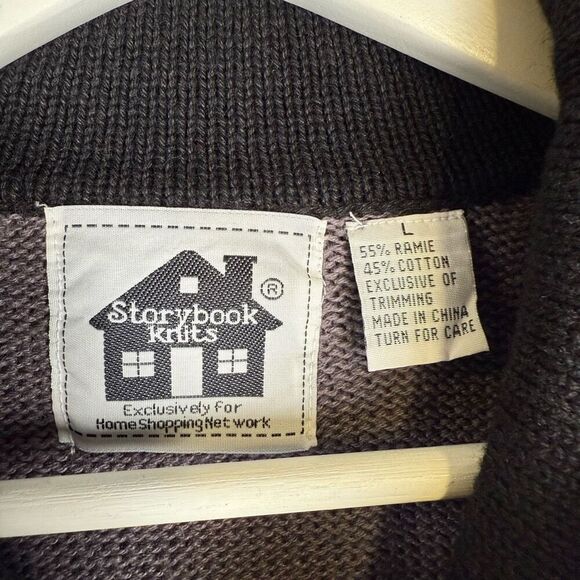 Storybook
Knits
®
Exclusively for
Home Shopping Network
L
55% RAMIE
45% COTTON
EXCLUSIVE OF
TRIMMING
MADE IN CHINA
TURN FOR CARE